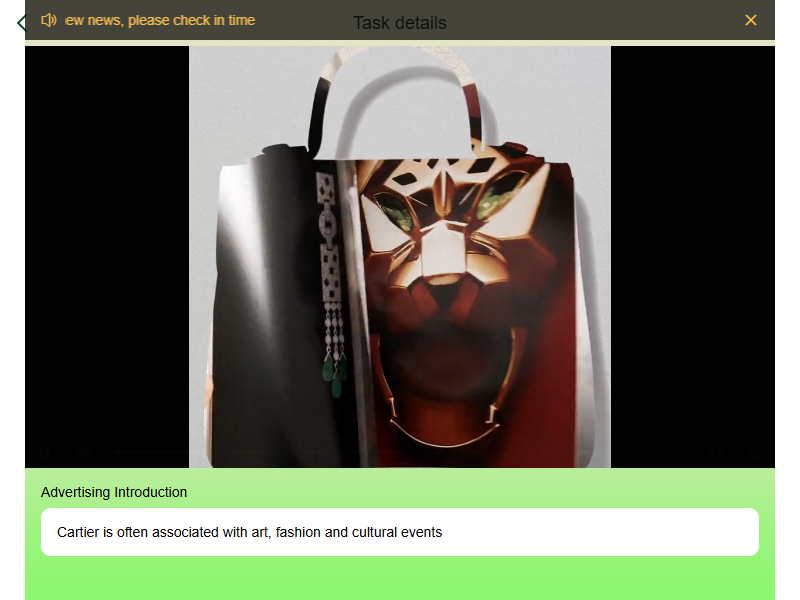 ew news, please check in time
Task details
Advertising Introduction
Cartier is often associated with art, fashion and cultural events